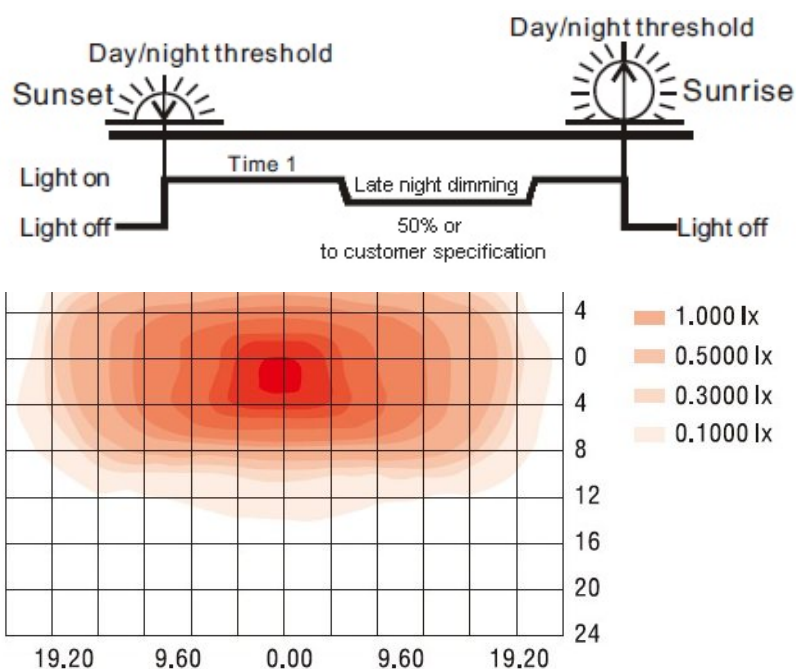 Day/night threshold
Day/night threshold
Sunset
Sunrise
Light on
Time 1
Late night dimming
Light off
50% or
to customer specification
Light off
4
0
4
8
12
16
20
24
19.20 9.60 0.00 9.60 19.20
1.000 lx
0.5000 lx
0.3000 lx
0.1000 lx